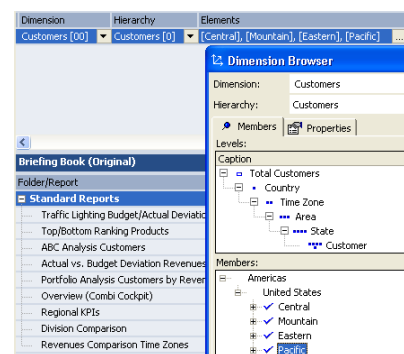 Dimension Hierarchy Elements
Customers [00] Customers [0] [Central], [Mountain], [Eastern], [Pacific] ...
Dimension Browser
Dimension: Customers
Hierarchy: Customers
Members Properties
Levels:
Caption
Total Customers
Country
Time Zone
Area
State
Customer
Members:
Americas
United States
Central
Mountain
Eastern
Pacific
Briefing Book (Original)
Folder/Report
Standard Reports
Traffic Lighting Budget/Actual Deviatio
Top/Bottom Ranking Products
ABC Analysis Customers
Actual vs. Budget Deviation Revenues
Portfolio Analysis Customers by Rever
Overview (Combi Cockpit)
Regional KPIs
Division Comparison
Revenues Comparison Time Zones